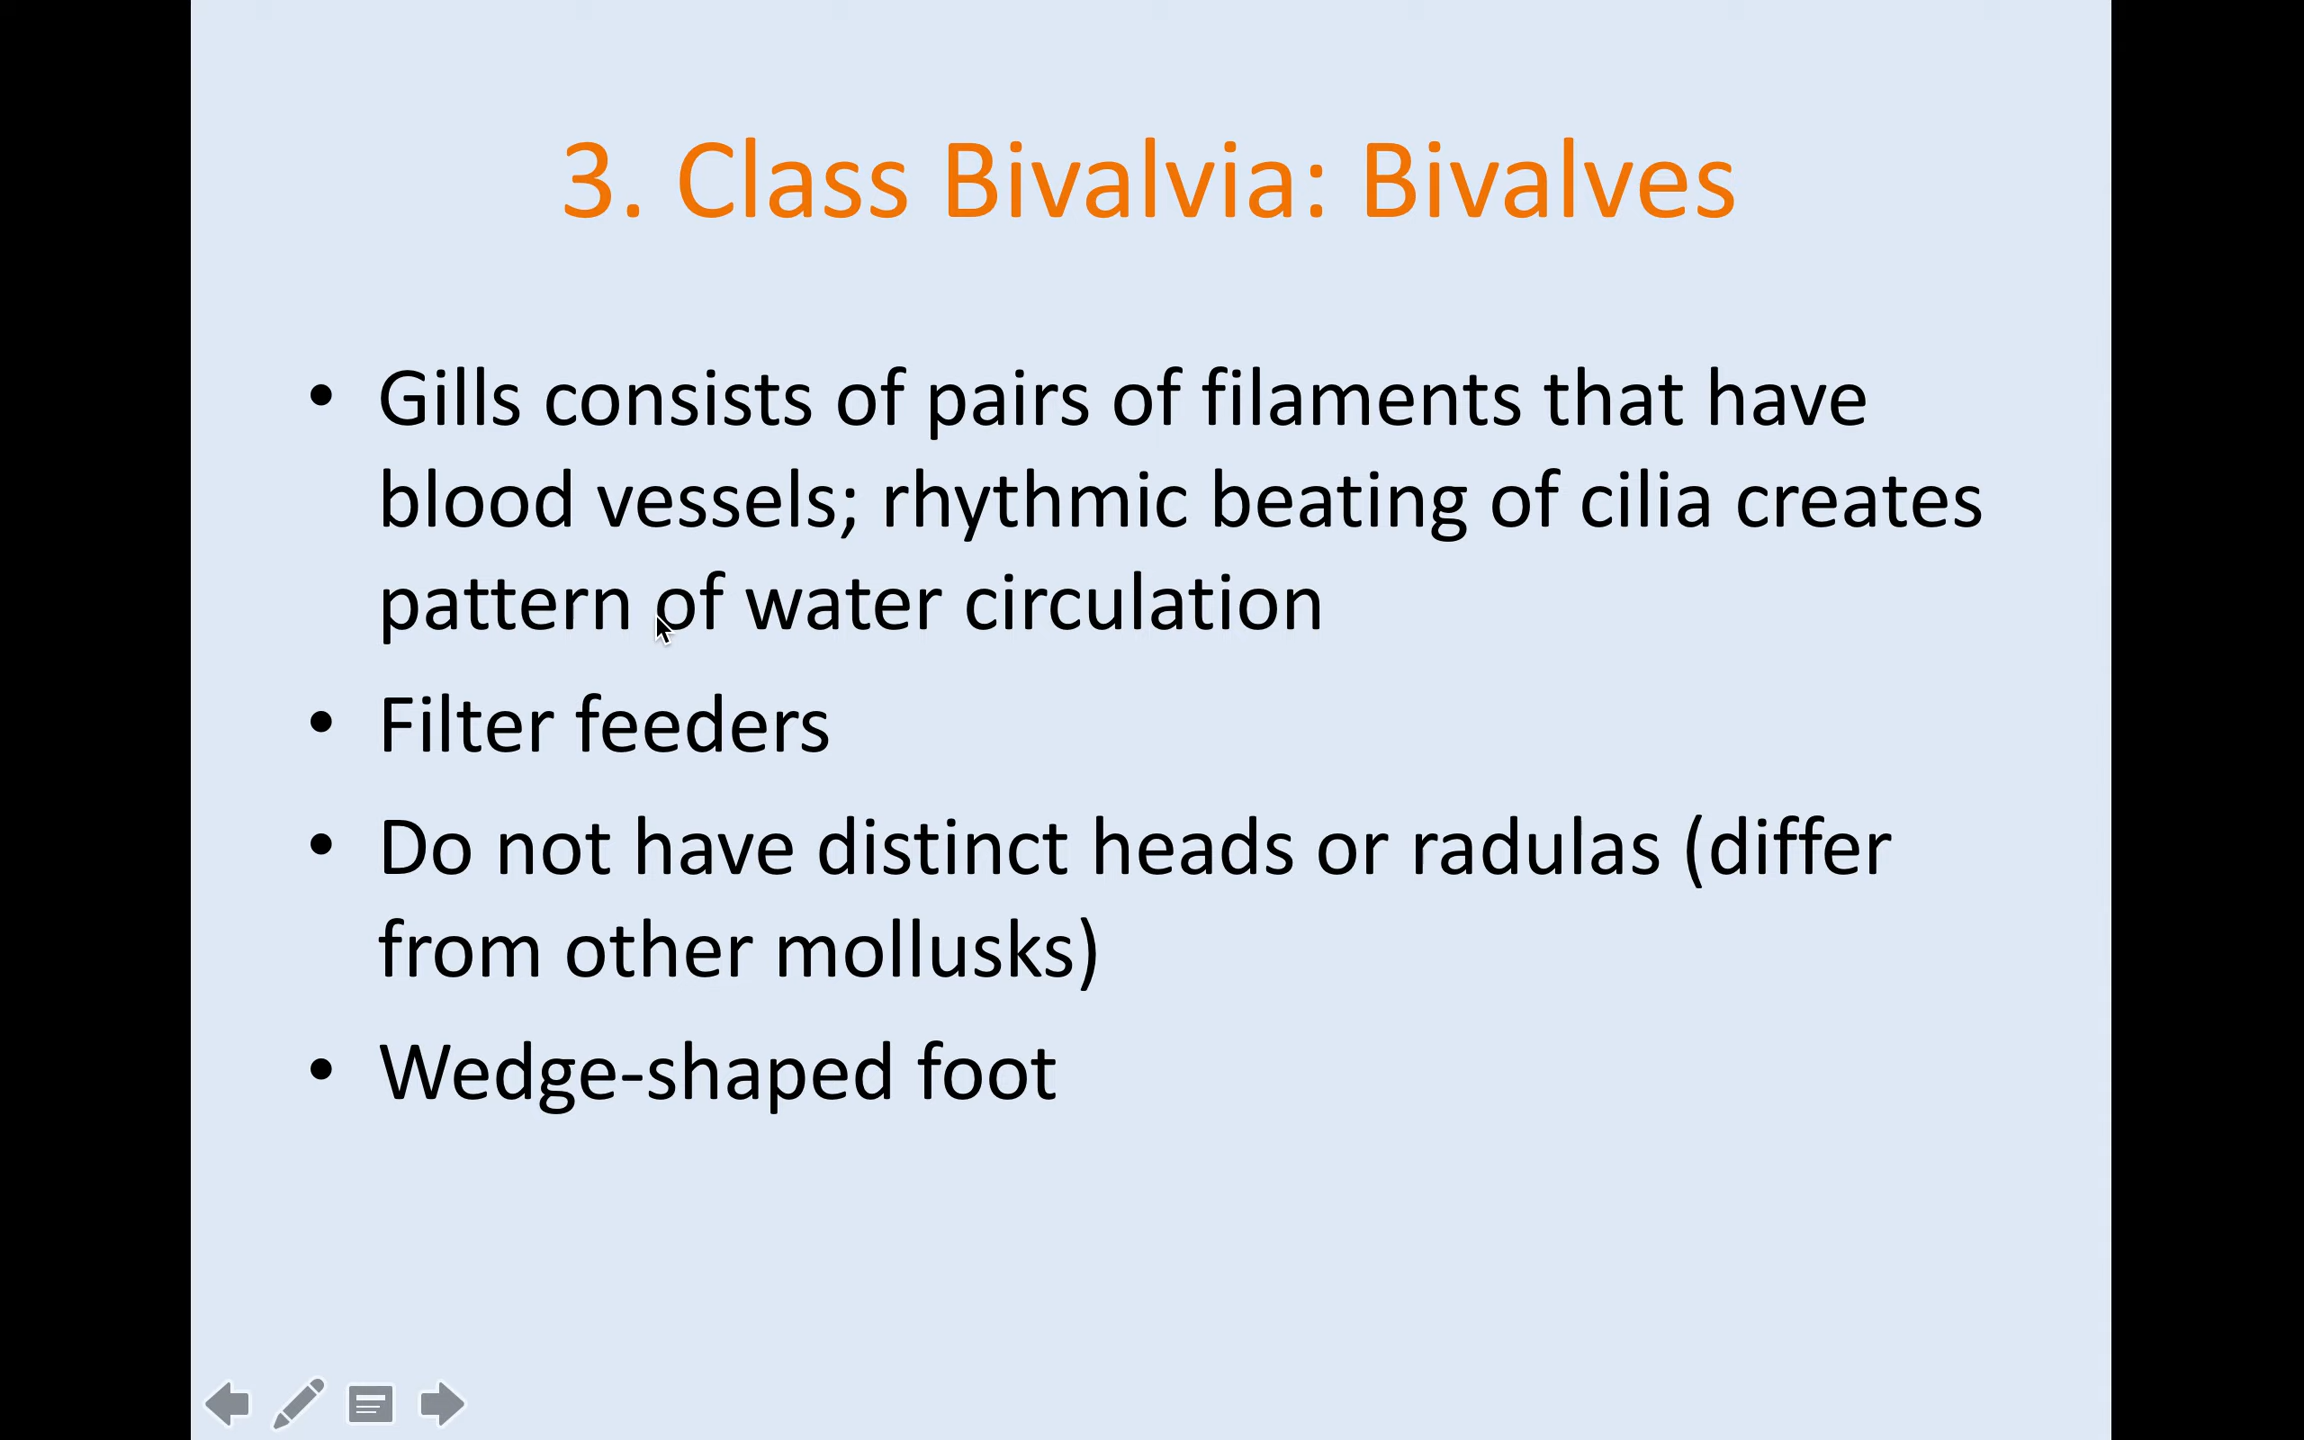 3. Class Bivalvia: Bivalves
• Gills consists of pairs of filaments that have
blood vessels; rhythmic beating of cilia creates
pattern of water circulation
• Filter feeders
• Do not have distinct heads or radulas (differ
from other mollusks)
• Wedge-shaped foot